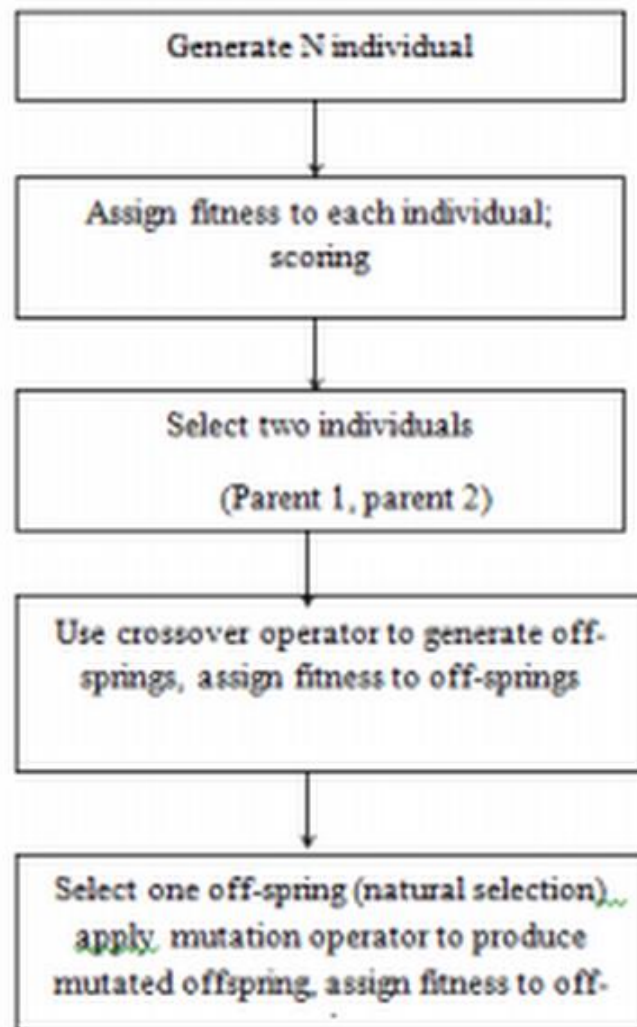 Generate N individual
Assign fitness to each individual;
scoring
Select two individuals
(Parent 1, parent 2)
Use crossover operator to generate off-
springs, assign fitness to off-springs
Select one off-spring (natural selection)
apply mutation operator to produce
mutated offspring, assign fitness to off-